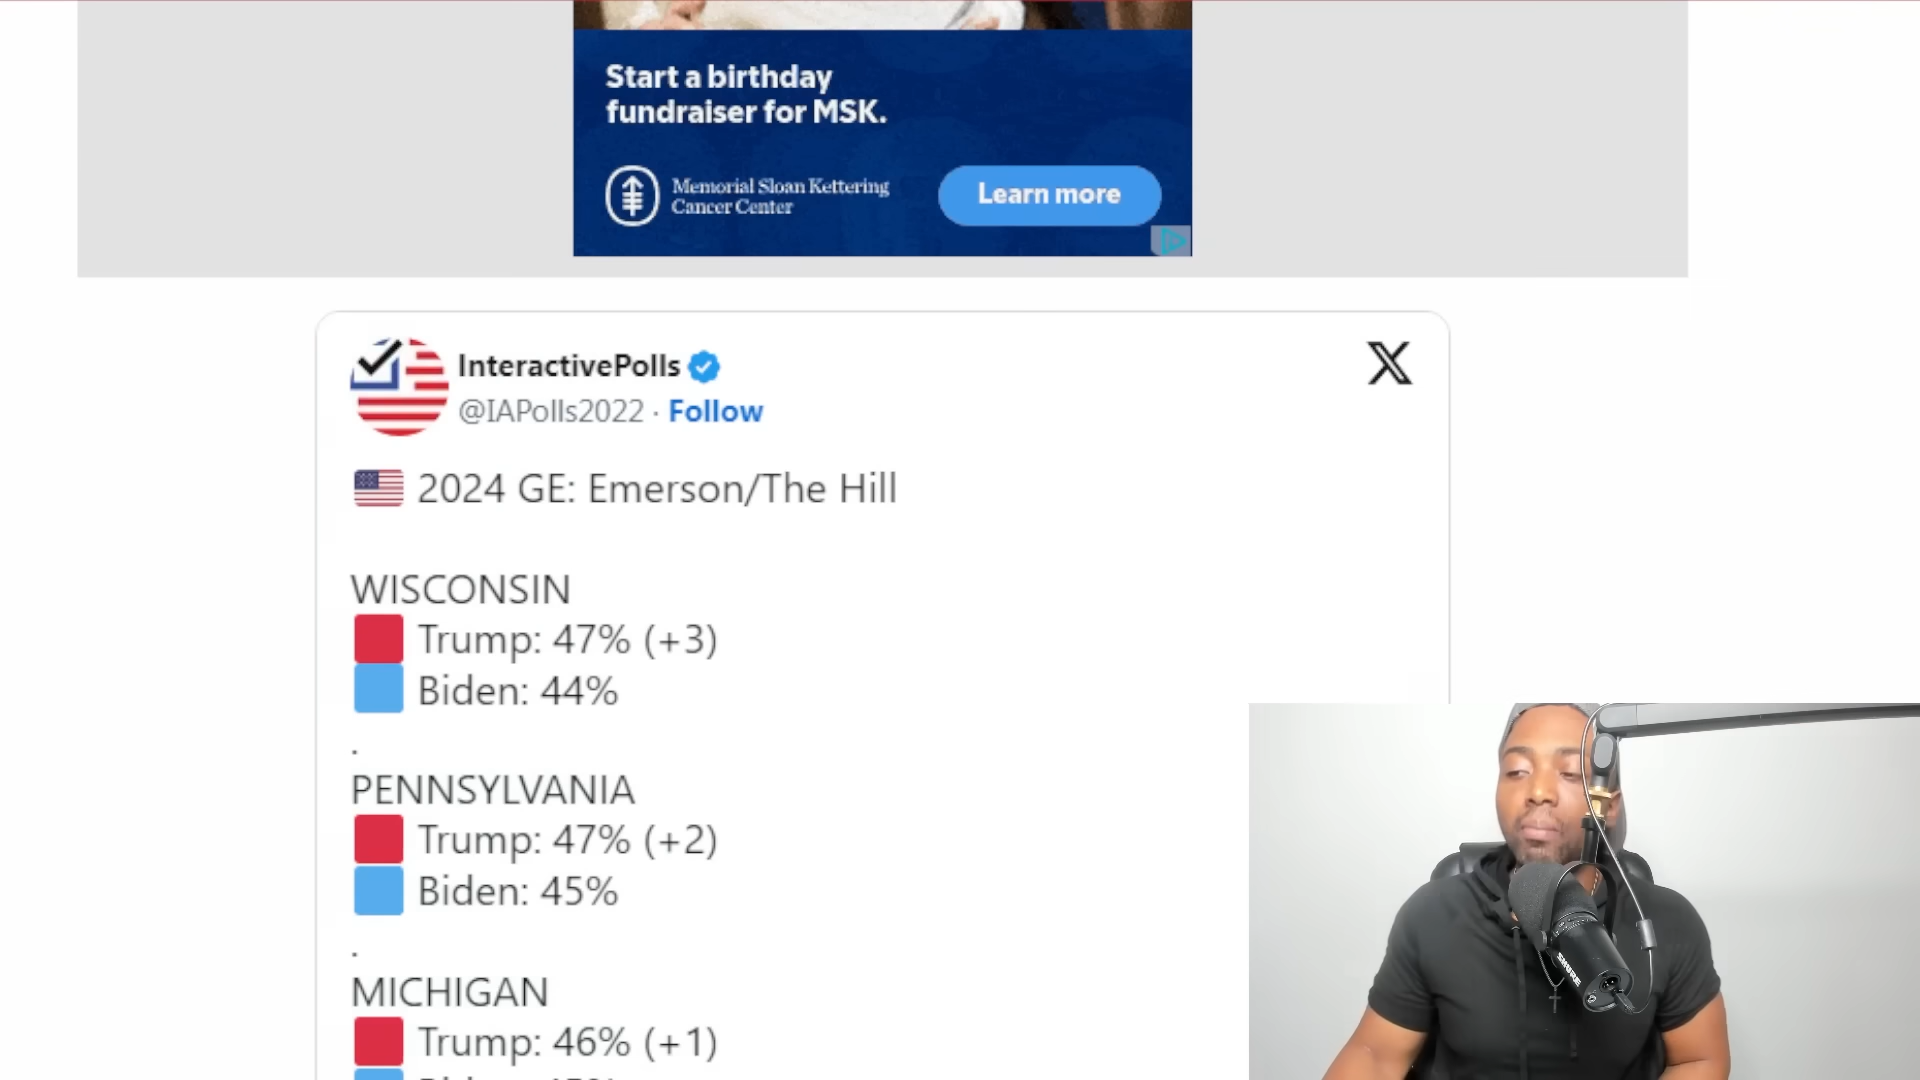 Start a birthday
fundraiser for MSK.
Memorial Sloan Kettering
Cancer Center
Learn more
InteractivePolls
@IAPolls2022 · Follow
2024 GE: Emerson/The Hill
WISCONSIN
Trump: 47% (+3)
Biden: 44%
.
PENNSYLVANIA
Trump: 47% (+2)
Biden: 45%
.
MICHIGAN
Trump: 46% (+1)
SHURE